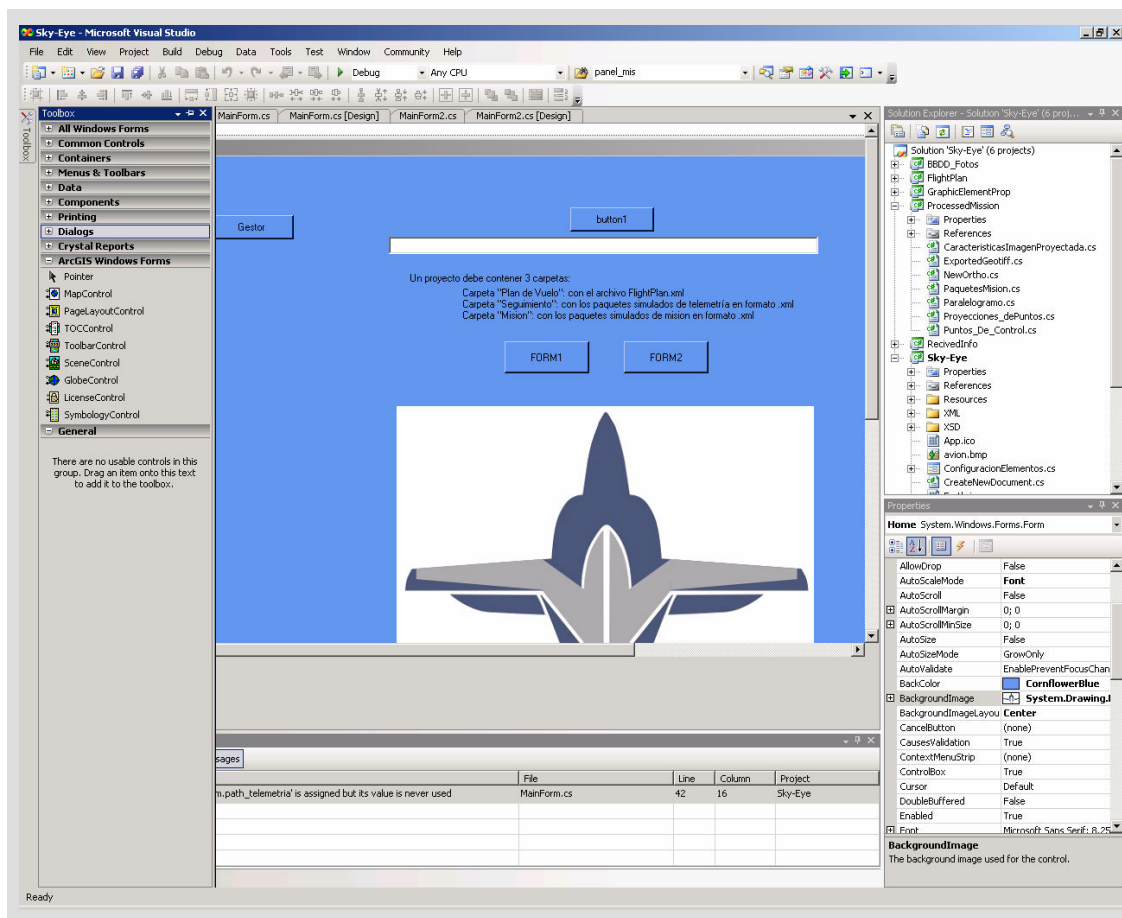 Sky-Eye - Microsoft Visual Studio
File Edit View Project Build Debug Data Tools Test Window Community Help
Debug Any CPU panel_mis
Toolbox
Toolbox
All Windows Forms
Common Controls
Containers
Menus & Toolbars
Data
Components
Printing
Dialogs
Crystal Reports
ArcGIS Windows Forms
Pointer
MapControl
PageLayoutControl
TOCControl
ToolbarControl
SceneControl
GlobeControl
LicenseControl
SymbologyControl
General
There are no usable controls in this
group. Drag an item onto this text
to add it to the toolbox.
MainForm.cs MainForm.cs [Design] MainForm2.cs MainForm2.cs [Design]
Gestor
button1
Un proyecto debe contener 3 carpetas:
Carpeta "Plan de Vuelo": con el archivo FlightPlan.xml
Carpeta "Seguimiento": con los paquetes simulados de telemetría en formato .xml
Carpeta "Mision": con los paquetes simulados de mision en formato .xml
FORM1 FORM2
sages
File Line Column Project
m.path_telemetria' is assigned but its value is never used MainForm.cs 42 16 Sky-Eye
Solution Explorer - Solution 'Sky-Eye' (6 proj...
Solution 'Sky-Eye' (6 projects)
BBDD_Fotos
FlightPlan
GraphicElementProp
ProcessedMission
Properties
References
CaracteristicasImagenProyectada.cs
ExportedGeotiff.cs
NewOrtho.cs
PaquetesMision.cs
Paralelogramo.cs
Proyecciones_dePuntos.cs
Puntos_De_Control.cs
RecivedInfo
Sky-Eye
Properties
References
Resources
XML
XSD
App.ico
avion.bmp
ConfiguracionElementos.cs
CreateNewDocument.cs
Properties
Home System.Windows.Forms.Form
AllowDrop False
AutoScaleMode Font
AutoScroll False
AutoScrollMargin 0; 0
AutoScrollMinSize 0; 0
AutoSize False
AutoSizeMode GrowOnly
AutoValidate EnablePreventFocusChan
BackColor CornflowerBlue
BackgroundImage System.Drawing.
BackgroundImageLayou Center
CancelButton (none)
CausesValidation True
ContextMenuStrip (none)
ControlBox True
Cursor Default
DoubleBuffered False
Enabled True
Font Microsoft Sans Serif; 8.25
BackgroundImage
The background image used for the control.
Ready